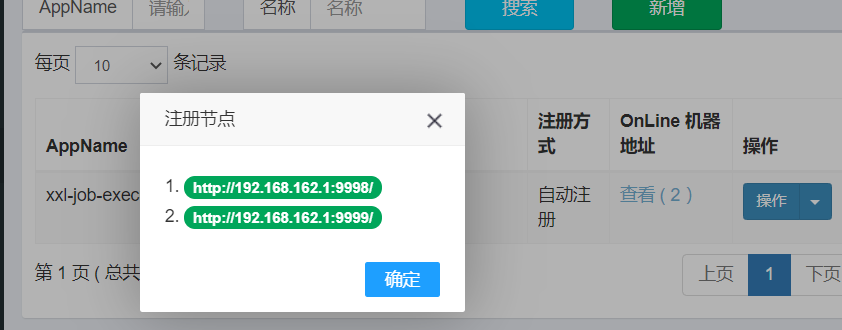 AppName 请输入 名称 名称 搜索 新增
每页 10 条记录
注册节点
AppName 注册方式 OnLine 机器地址 操作
1. http://192.168.162.1:9998/
2. http://192.168.162.1:9999/
xxl-job-exec 自动注册 查看 ( 2 ) 操作
确定
第 1 页 ( 总共 上页 1 下页